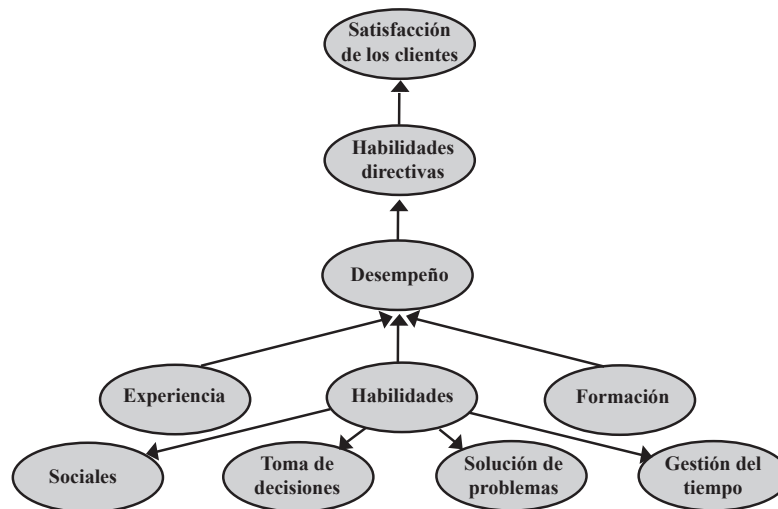 Satisfacción
de los clientes
Habilidades
directivas
Desempeño
Experiencia
Habilidades
Formación
Sociales
Toma de
decisiones
Solución de
problemas
Gestión del
tiempo